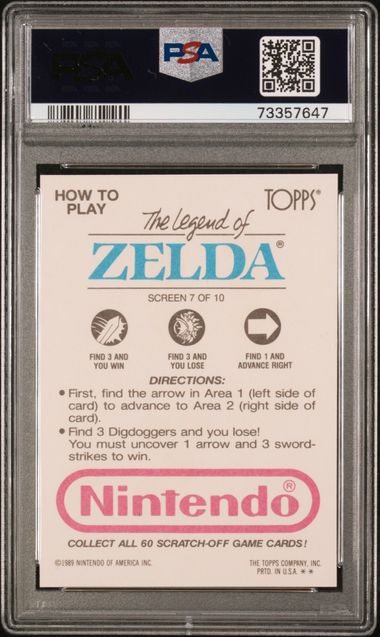 PSA
PSA
73357647
HOW TO
PLAY
TOPPS®
The Legend of
ZELDA®
SCREEN 7 OF 10
FIND 3 AND
YOU WIN
FIND 3 AND
YOU LOSE
FIND 1 AND
ADVANCE RIGHT
DIRECTIONS:
• First, find the arrow in Area 1 (left side of
card) to advance to Area 2 (right side of
card).
• Find 3 Digdoggers and you lose!
You must uncover 1 arrow and 3 sword-
strikes to win.
Nintendo®
COLLECT ALL 60 SCRATCH-OFF GAME CARDS!
©1989 NINTENDO OF AMERICA INC.
THE TOPPS COMPANY, INC.
PRTD. IN U.S.A. * *